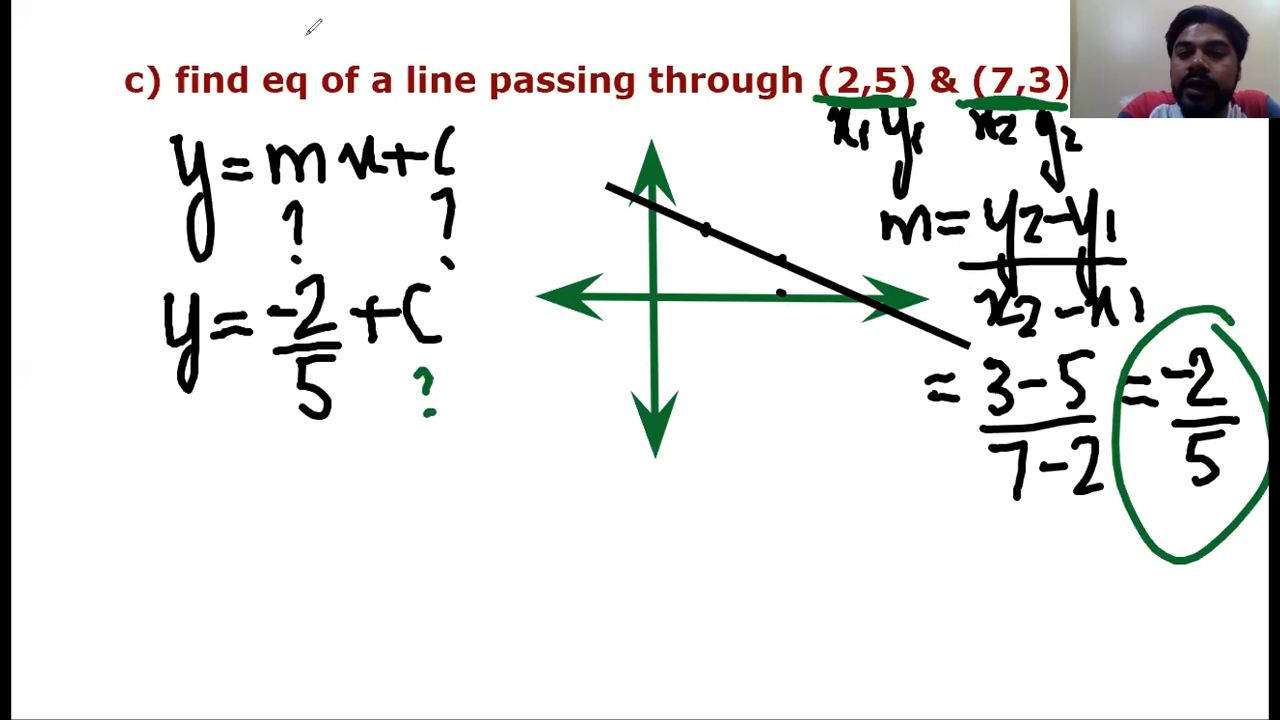 c) find eq of a line passing through (2,5) & (7,3)
x1 y1 x2 y2
y = mx + c
? ?
m = y2 - y1 / x2 - x1
y = -2/5 + c
?
= 3 - 5 / 7 - 2 = -2/5